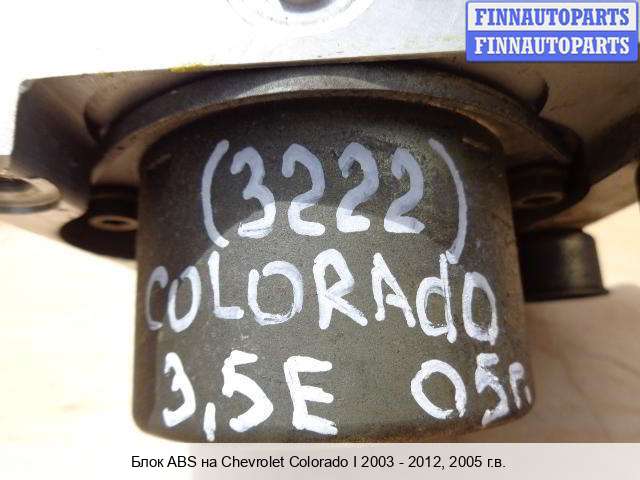 FINNAUTOPARTS
FINNAUTOPARTS
(3222)
COLORADO
3,5E 05г.
Блок ABS на Chevrolet Colorado I 2003 - 2012, 2005 г.в.